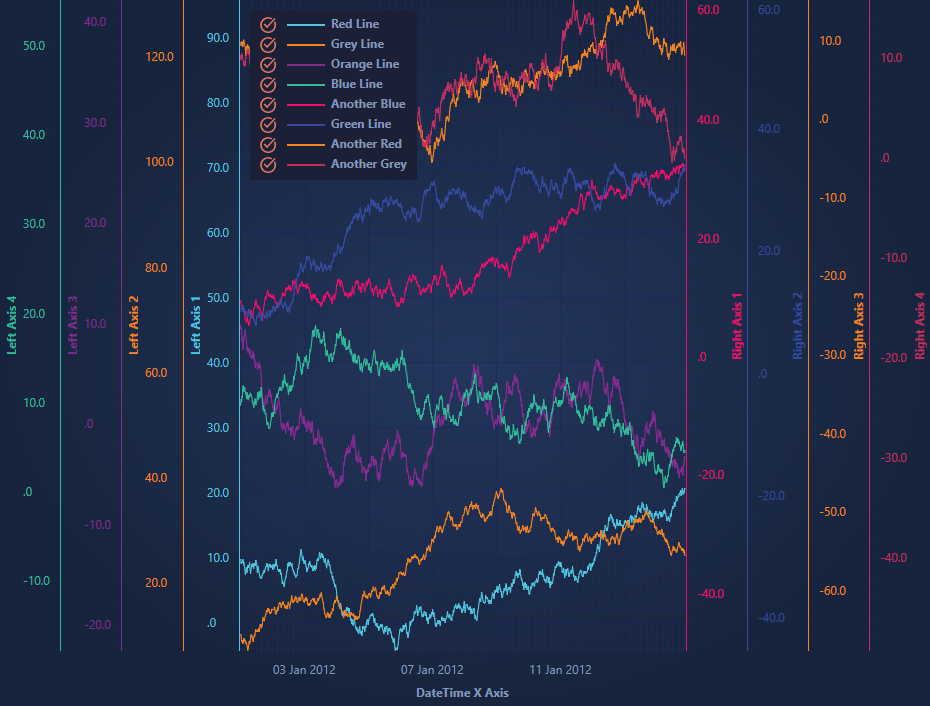 Red Line
Grey Line
Orange Line
Blue Line
Another Blue
Green Line
Another Red
Another Grey
50.0
40.0
30.0
20.0
10.0
.0
-10.0
Left Axis 4
40.0
30.0
20.0
10.0
.0
-10.0
-20.0
Left Axis 3
120.0
100.0
80.0
60.0
40.0
20.0
Left Axis 2
90.0
80.0
70.0
60.0
50.0
40.0
30.0
20.0
10.0
.0
Left Axis 1
60.0
40.0
20.0
.0
-20.0
-40.0
Right Axis 1
60.0
40.0
20.0
.0
-20.0
-40.0
Right Axis 2
10.0
.0
-10.0
-20.0
-30.0
-40.0
-50.0
-60.0
Right Axis 3
10.0
.0
-10.0
-20.0
-30.0
-40.0
Right Axis 4
03 Jan 2012
07 Jan 2012
11 Jan 2012
DateTime X Axis